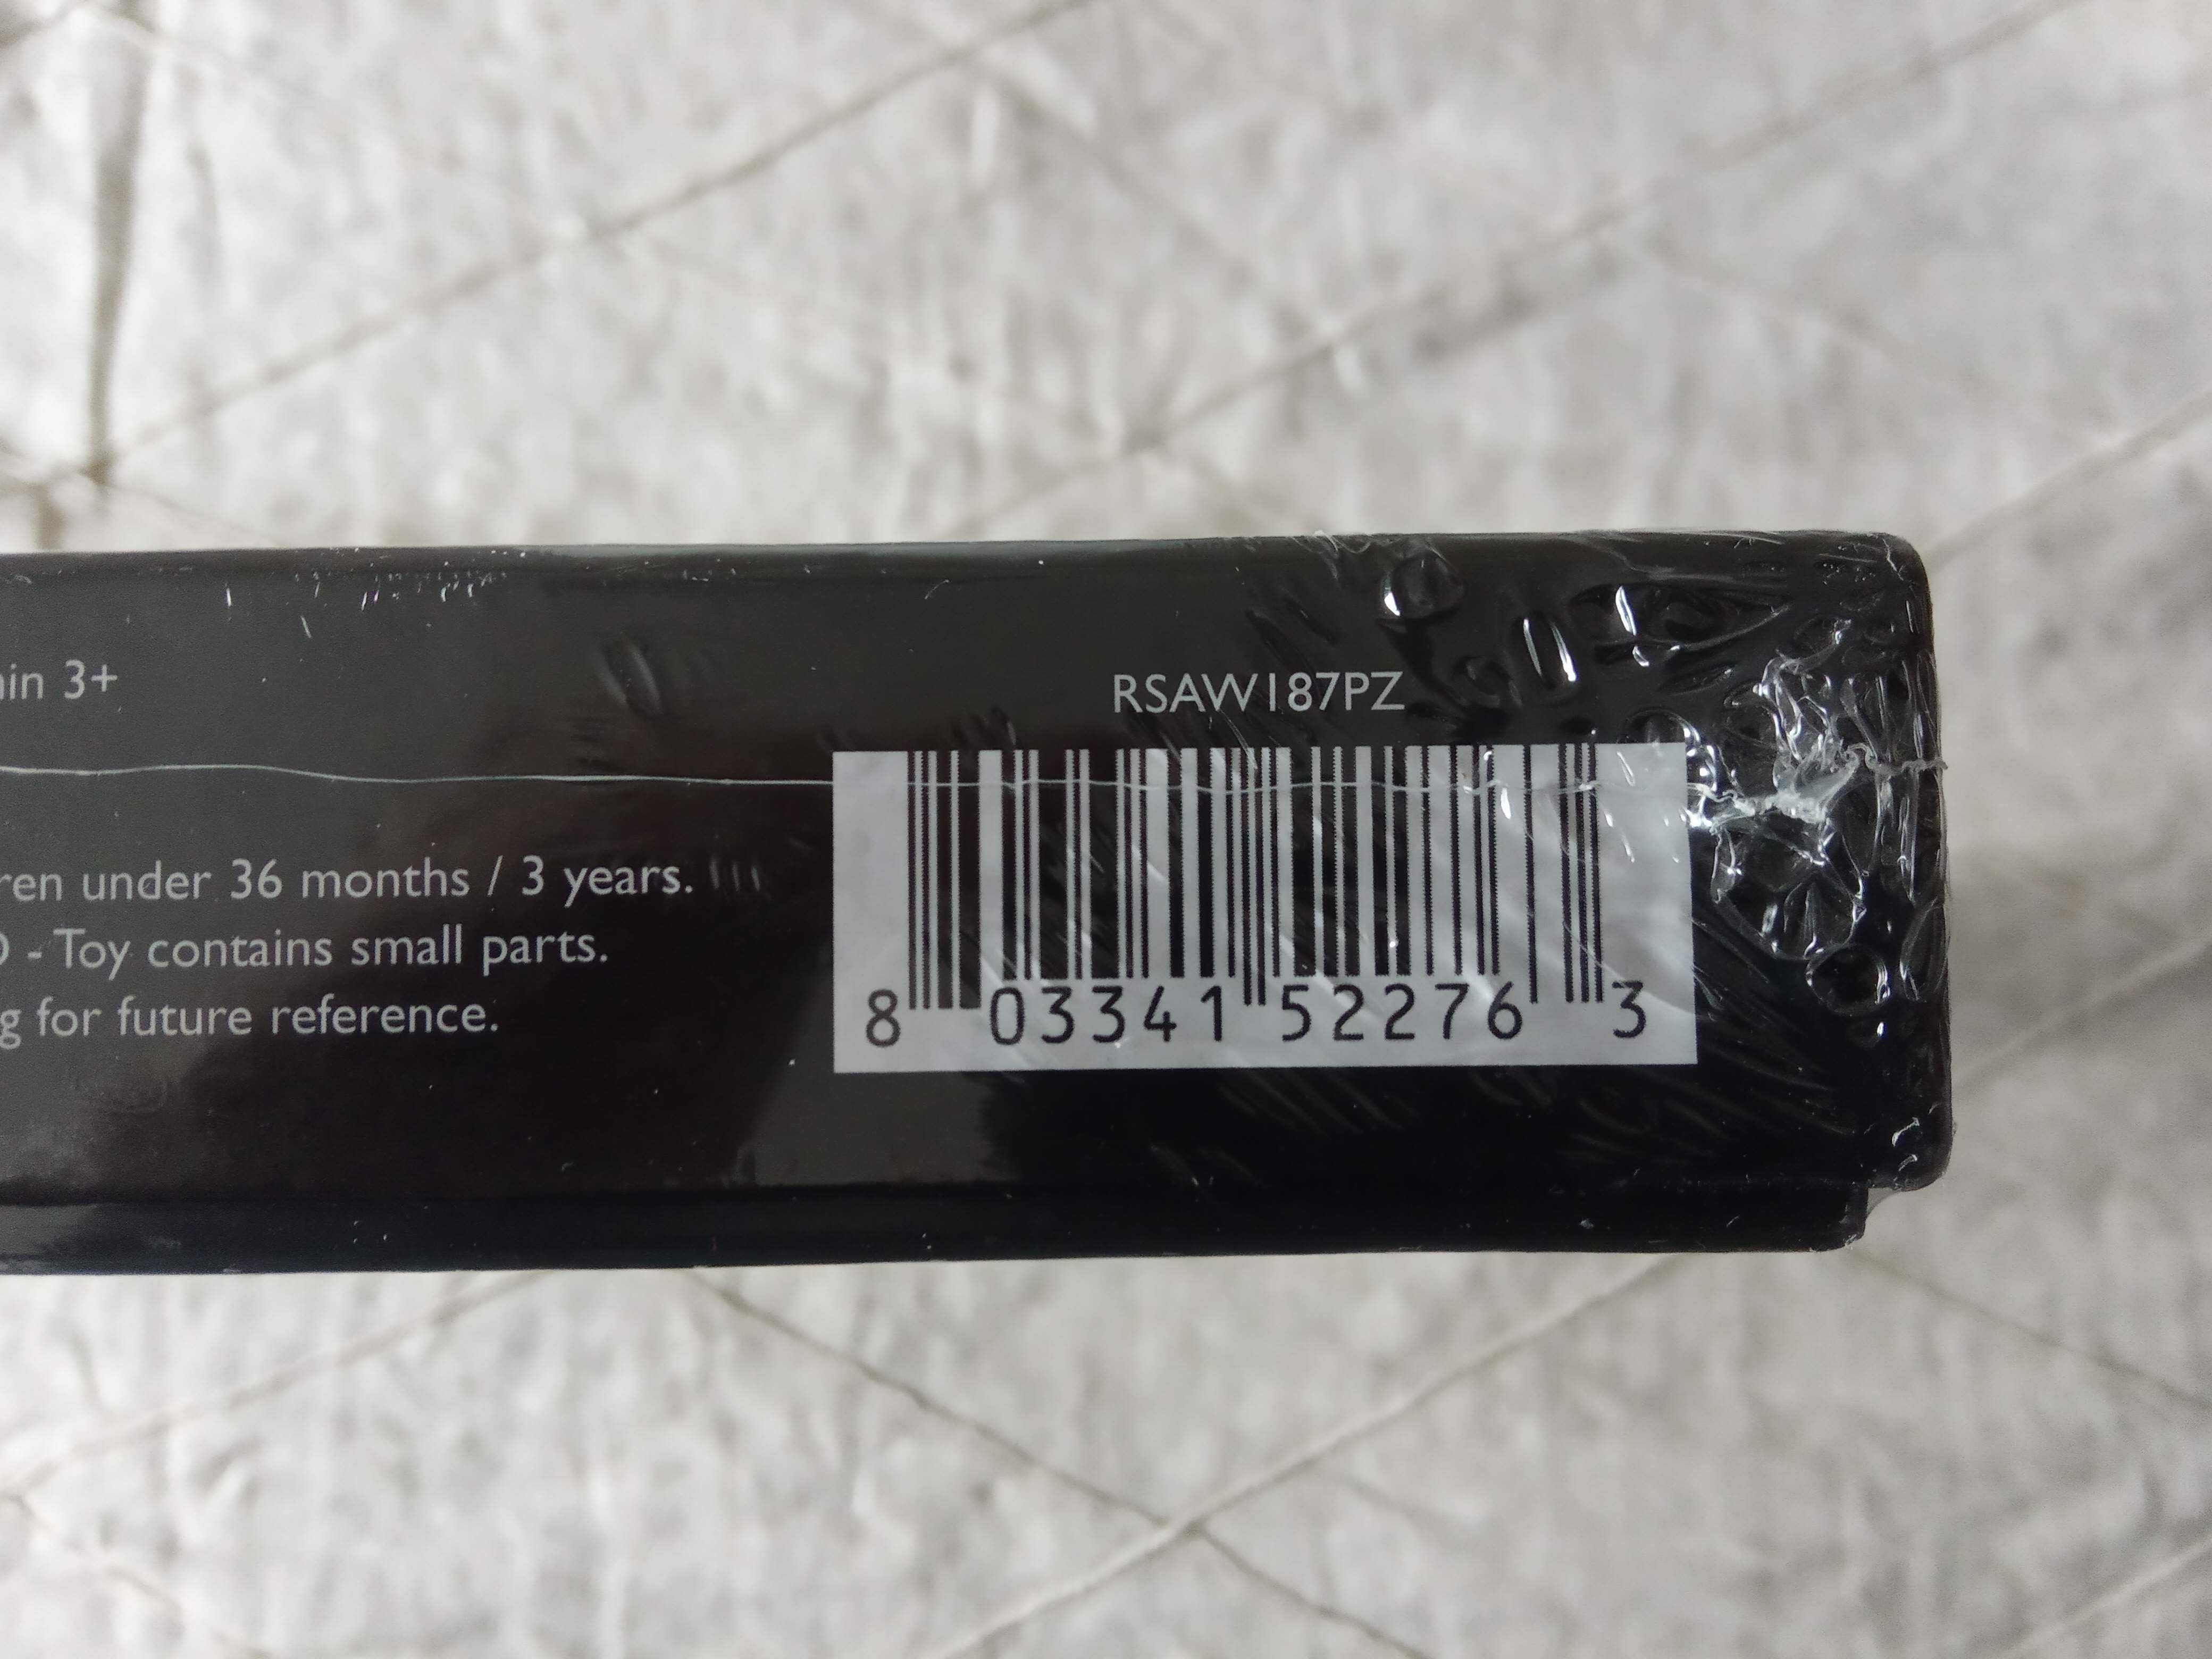 3+
RSAW187PZ
under 36 months / 3 years.
- Toy contains small parts.
for future reference.
8 03341 52276 3